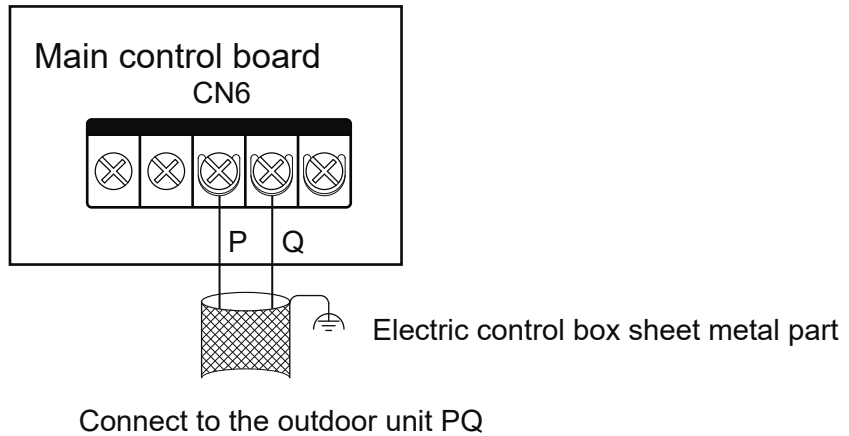 Main control board
CN6
P Q
Electric control box sheet metal part
Connect to the outdoor unit PQ